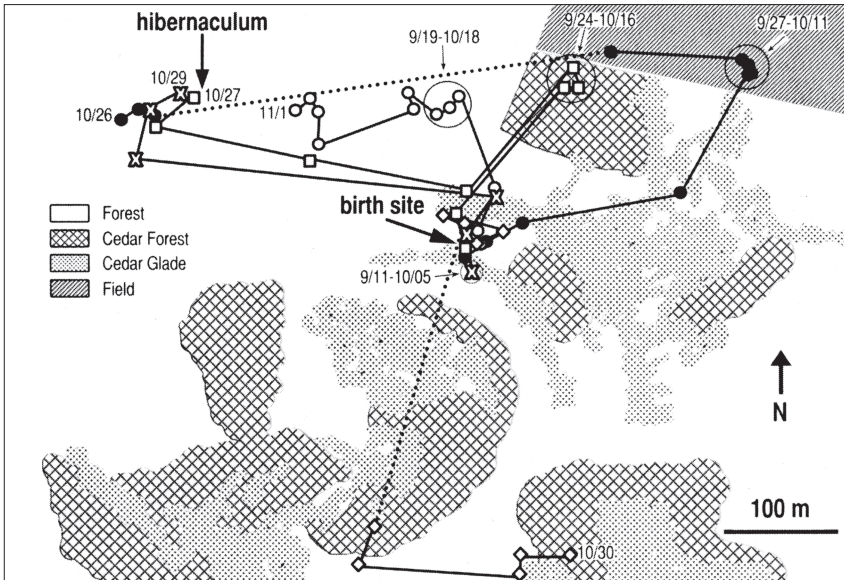 hibernaculum
9/24-10/16
9/27-10/11
9/19-10/18
10/29
10/27
10/26
11/1
birth site
Forest
Cedar Forest
Cedar Glade
Field
9/11-10/05
N
100 m
10/30